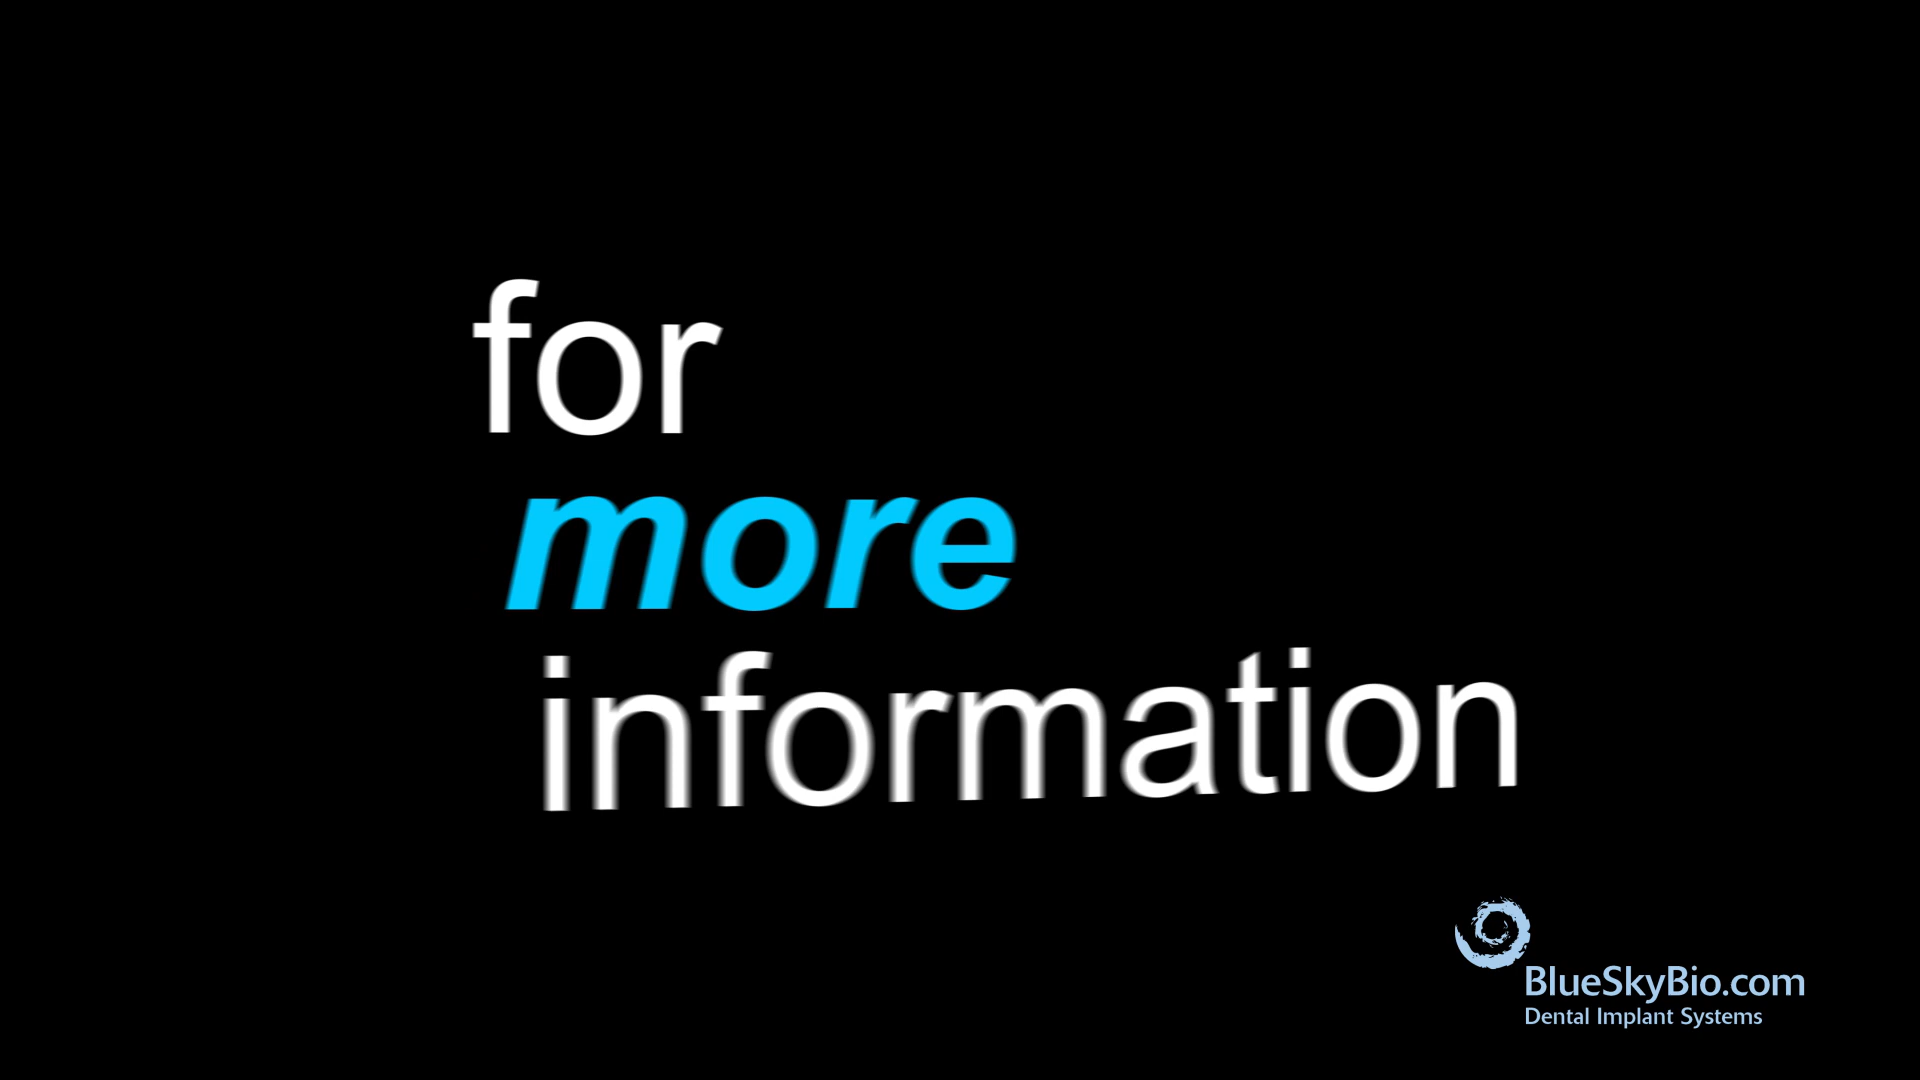 for
more
information
BlueSkyBio.com
Dental Implant Systems